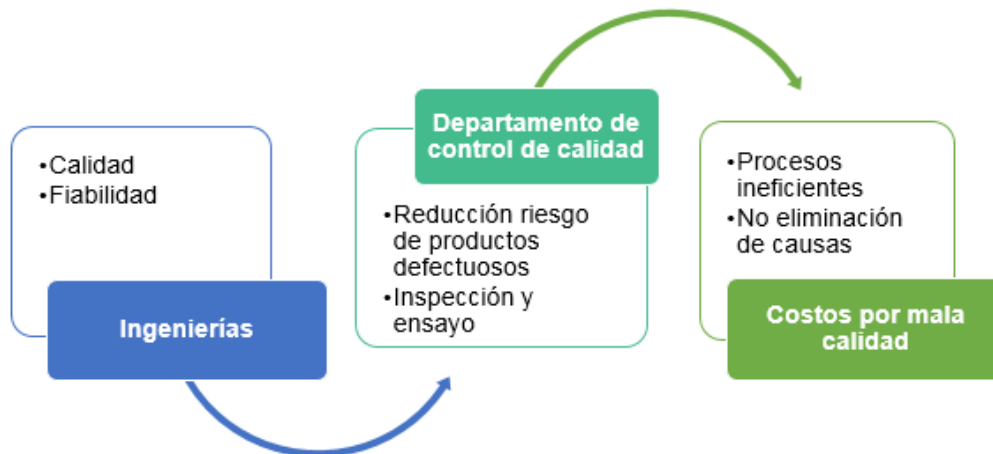 •Calidad
•Fiabilidad
Ingenierías
Departamento de
control de calidad
•Reducción riesgo
de productos
defectuosos
•Inspección y
ensayo
•Procesos
ineficientes
•No eliminación
de causas
Costos por mala
calidad